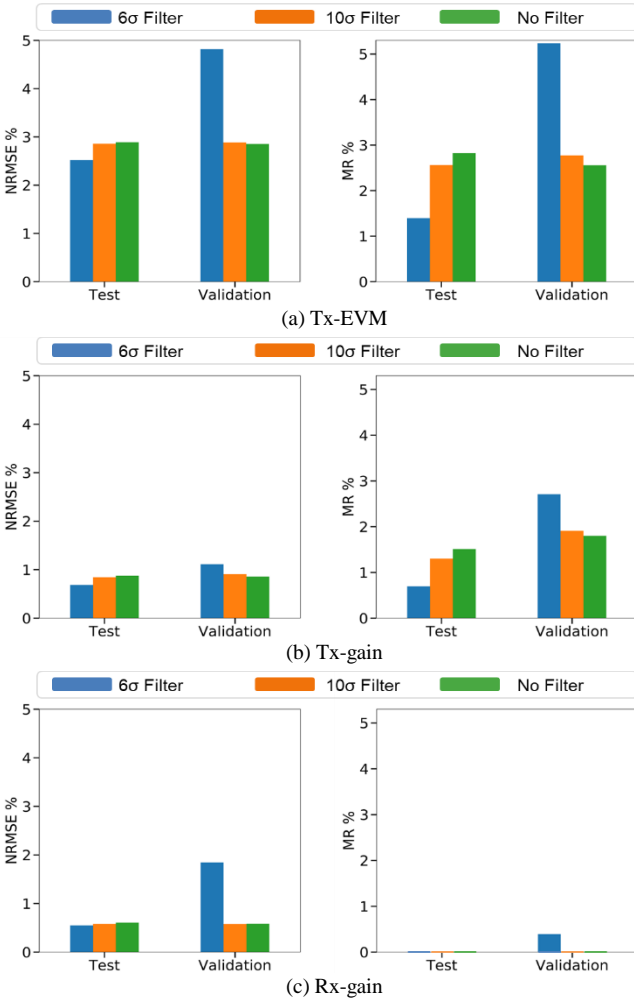 6σ Filter 10σ Filter No Filter
NRMSE %
5
4
3
2
1
0
Test Validation
MR %
5
4
3
2
1
0
Test Validation
(a) Tx-EVM
6σ Filter 10σ Filter No Filter
NRMSE %
5
4
3
2
1
0
Test Validation
MR %
5
4
3
2
1
0
Test Validation
(b) Tx-gain
6σ Filter 10σ Filter No Filter
NRMSE %
5
4
3
2
1
0
Test Validation
MR %
5
4
3
2
1
0
Test Validation
(c) Rx-gain